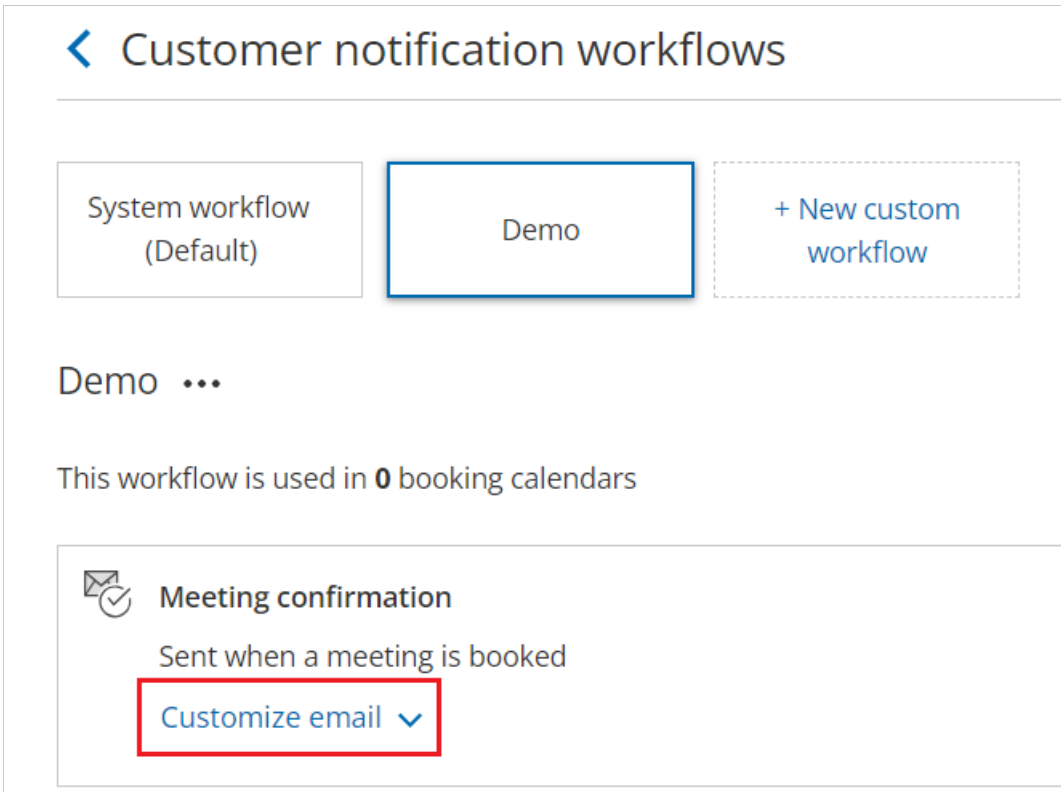 Customer notification workflows
System workflow
(Default)
Demo
+ New custom
workflow
Demo
This workflow is used in 0 booking calendars
Meeting confirmation
Sent when a meeting is booked
Customize email